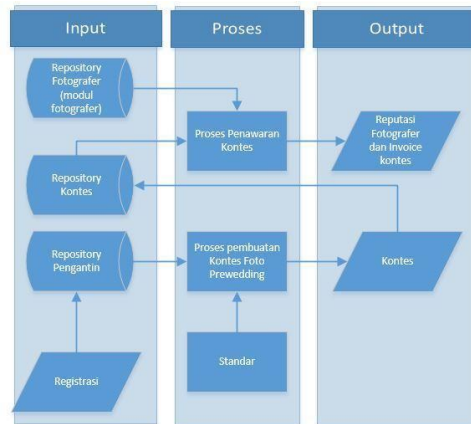 Input
Proses
Output
Repository
Fotografer
(modul
fotografer)
Proses Penawaran
Kontes
Reputasi
Fotografer
dan Invoice
kontes
Repository
Kontes
Repository
Pengantin
Proses pembuatan
Kontes Foto
Prewedding
Kontes
Registrasi
Standar